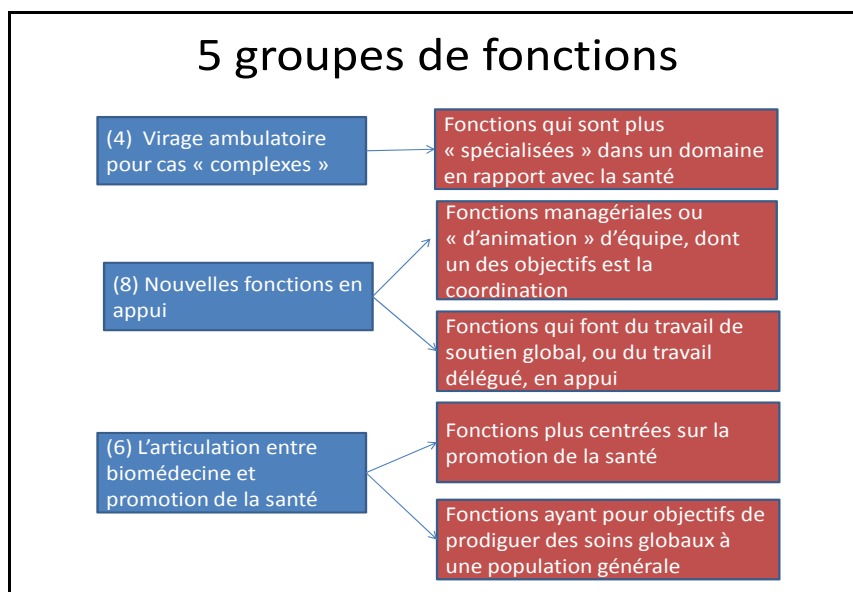 5 groupes de fonctions
(4) Virage ambulatoire
pour cas « complexes »
Fonctions qui sont plus
« spécialisées » dans un domaine
en rapport avec la santé
(8) Nouvelles fonctions en
appui
Fonctions managériales ou
« d’animation » d’équipe, dont
un des objectifs est la
coordination
Fonctions qui font du travail de
soutien global, ou du travail
délégué, en appui
(6) L’articulation entre
biomédecine et
promotion de la santé
Fonctions plus centrées sur la
promotion de la santé
Fonctions ayant pour objectifs de
prodiguer des soins globaux à
une population générale